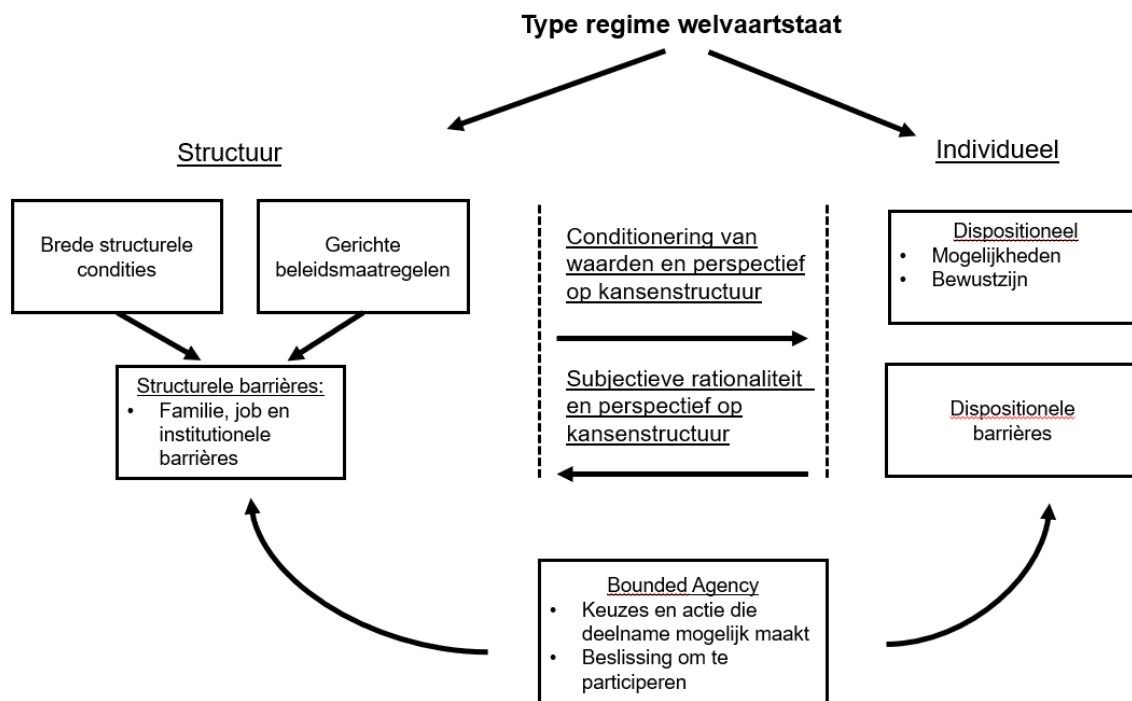 Type regime welvaartstaat
Structuur
Individueel
Brede structurele
condities
Gerichte
beleidsmaatregelen
Structurele barrières:
• Familie, job en
institutionele
barrières
Conditionering van
waarden en perspectief
op kansenstructuur
Subjectieve rationaliteit
en perspectief op
kansenstructuur
Dispositioneel
• Mogelijkheden
• Bewustzijn
Dispositionele
barrières
Bounded Agency
• Keuzes en actie die
deelname mogelijk maakt
• Beslissing om te
participeren